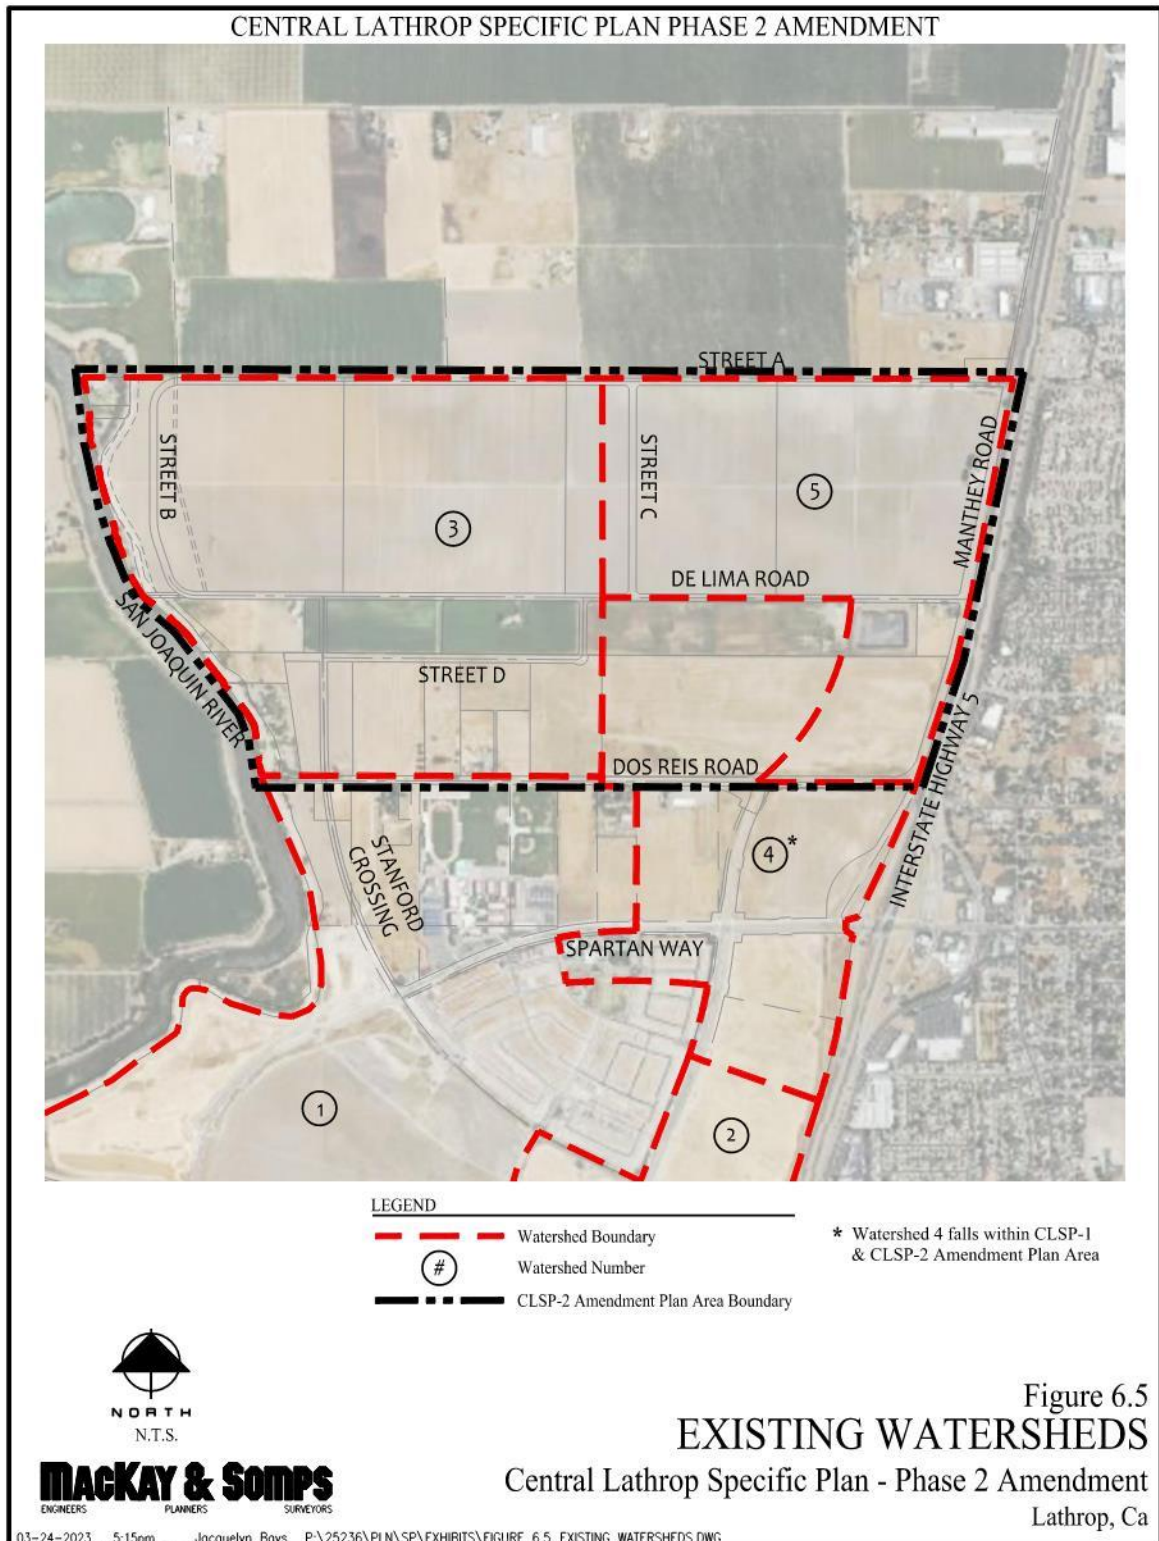 CENTRAL LATHROP SPECIFIC PLAN PHASE 2 AMENDMENT
STREET A
STREET B
STREET C
MANTHEY ROAD
3
5
DE LIMA ROAD
SAN JOAQUIN RIVER
STREET D
DOS REIS ROAD
INTERSTATE HIGHWAY 5
STANFORD
CROSSING
4*
SPARTAN WAY
1
2
LEGEND
Watershed Boundary
# Watershed Number
CLSP-2 Amendment Plan Area Boundary
* Watershed 4 falls within CLSP-1
& CLSP-2 Amendment Plan Area
NORTH
N.T.S.
Figure 6.5
EXISTING WATERSHEDS
Central Lathrop Specific Plan - Phase 2 Amendment
Lathrop, Ca
MACKAY & SOMPS
ENGINEERS PLANNERS SURVEYORS
03-24-2023 5:15pm Jacquelyn Bays P:\25236\PLN\SP\EXHIBITS\FIGURE 6.5_EXISTING WATERSHEDS.DWG